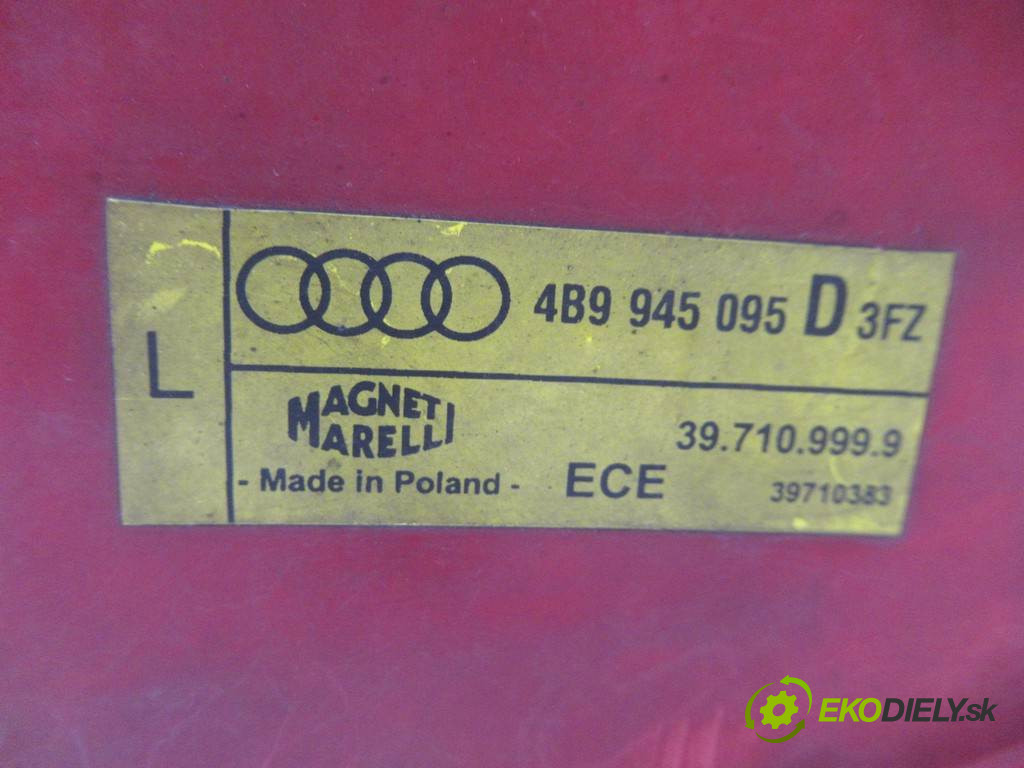 L
4B9 945 095 D 3FZ
MAGNETI
MARELLI
39.710.999.9
- Made in Poland - ECE
39710383
EKODIELY.sk